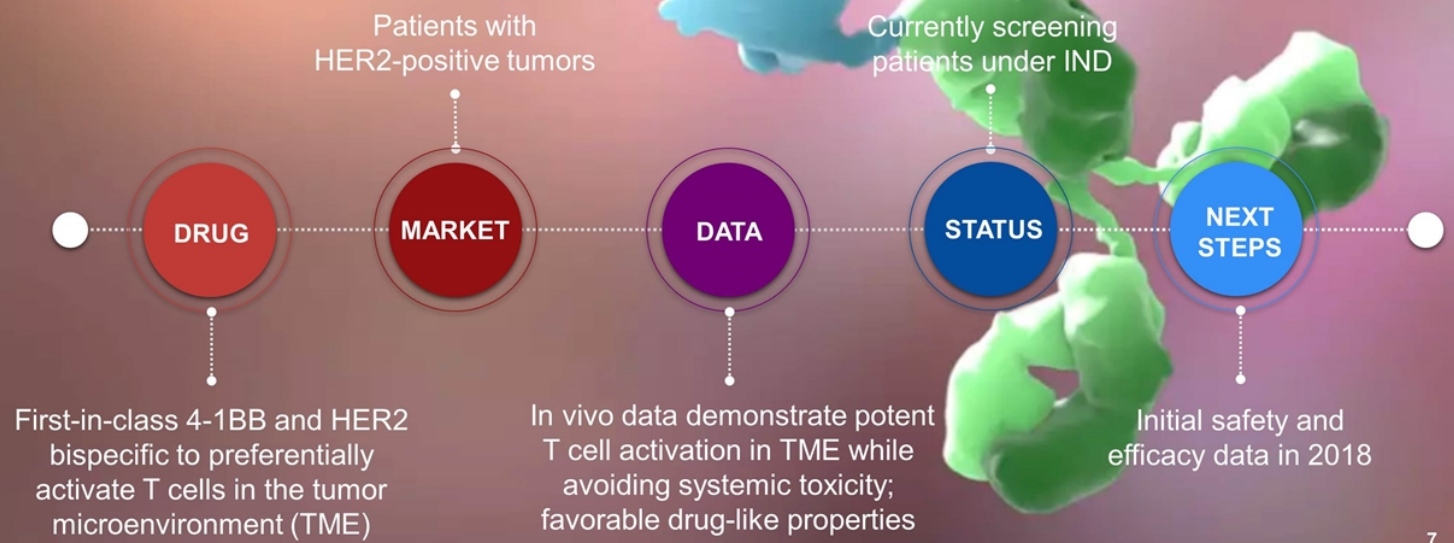 Patients with
HER2-positive tumors
Currently screening
patients under IND
DRUG
MARKET
DATA
STATUS
NEXT
STEPS
First-in-class 4-1BB and HER2
bispecific to preferentially
activate T cells in the tumor
microenvironment (TME)
In vivo data demonstrate potent
T cell activation in TME while
avoiding systemic toxicity;
favorable drug-like properties
Initial safety and
efficacy data in 2018
7